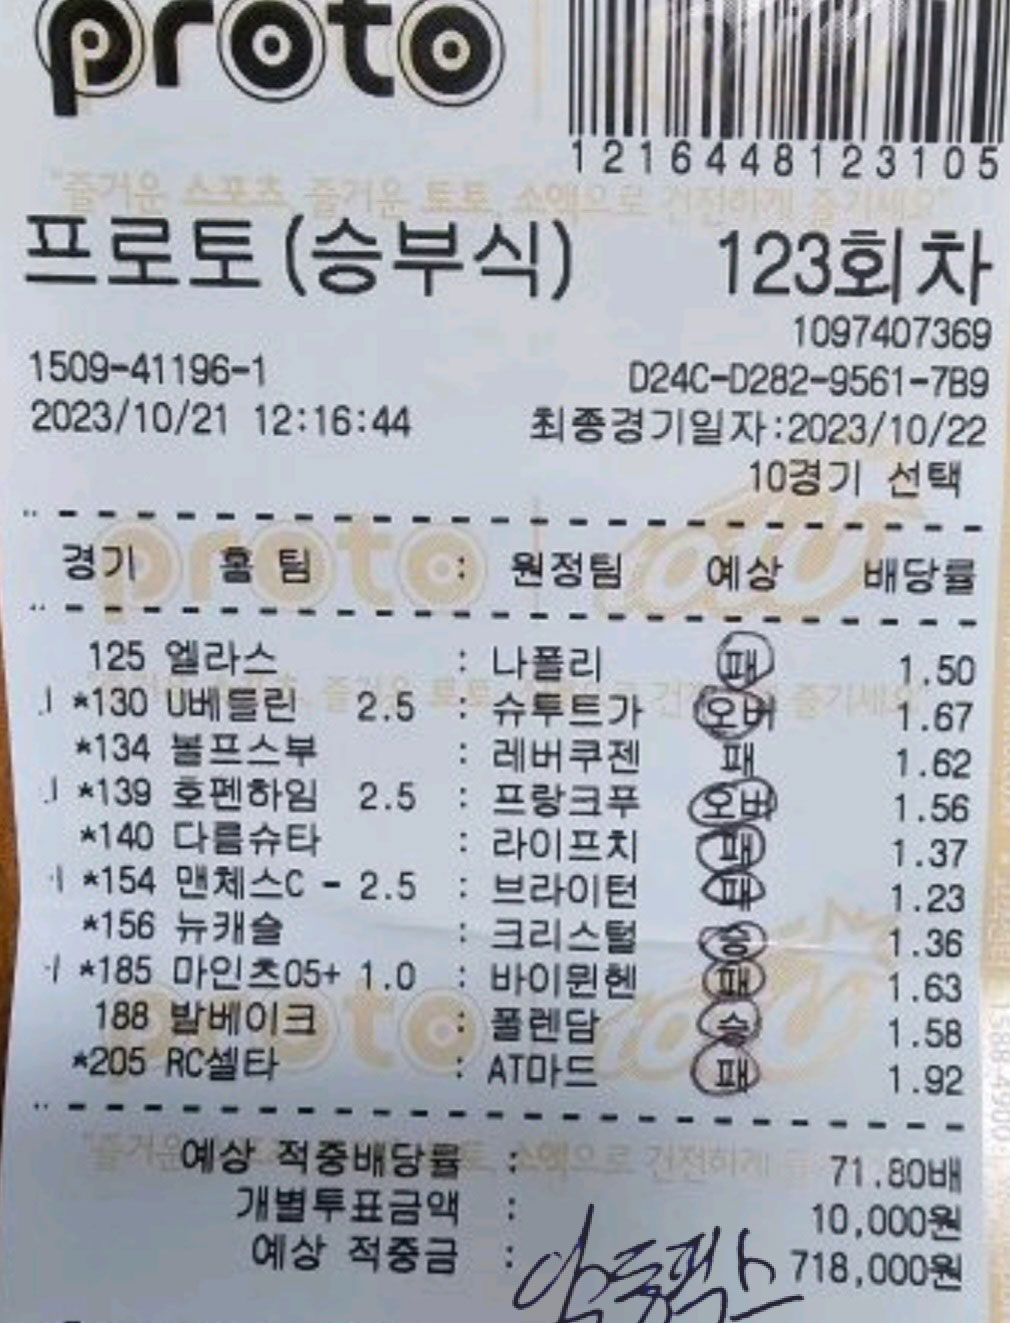 proto
1216448123105
"즐거운 스포츠, 즐거운 토토, 소액으로 건전하게 즐기세요"
프로토(승부식) 123회차
1097407369
1509-41196-1 D24C-D282-9561-7B9
2023/10/21 12:16:44 최종경기일자:2023/10/22
10경기 선택
경기 홈 팀 : 원정팀 예상 배당률
125 엘라스 : 나폴리 패 1.50
*130 U베를린 2.5 : 슈투트가 오버 1.67
*134 볼프스부 : 레버쿠젠 패 1.62
*139 호펜하임 2.5 : 프랑크푸 오버 1.56
*140 다름슈타 : 라이프치 패 1.37
*154 맨체스C - 2.5 : 브라이턴 패 1.23
*156 뉴캐슬 : 크리스털 승 1.36
*185 마인츠05+ 1.0 : 바이뮌헨 패 1.63
188 발베이크 : 폴렌담 승 1.58
*205 RC셀타 : AT마드 패 1.92
예상 적중배당률 : 71.80배
개별투표금액 : 10,000원
예상 적중금 : 718,000원